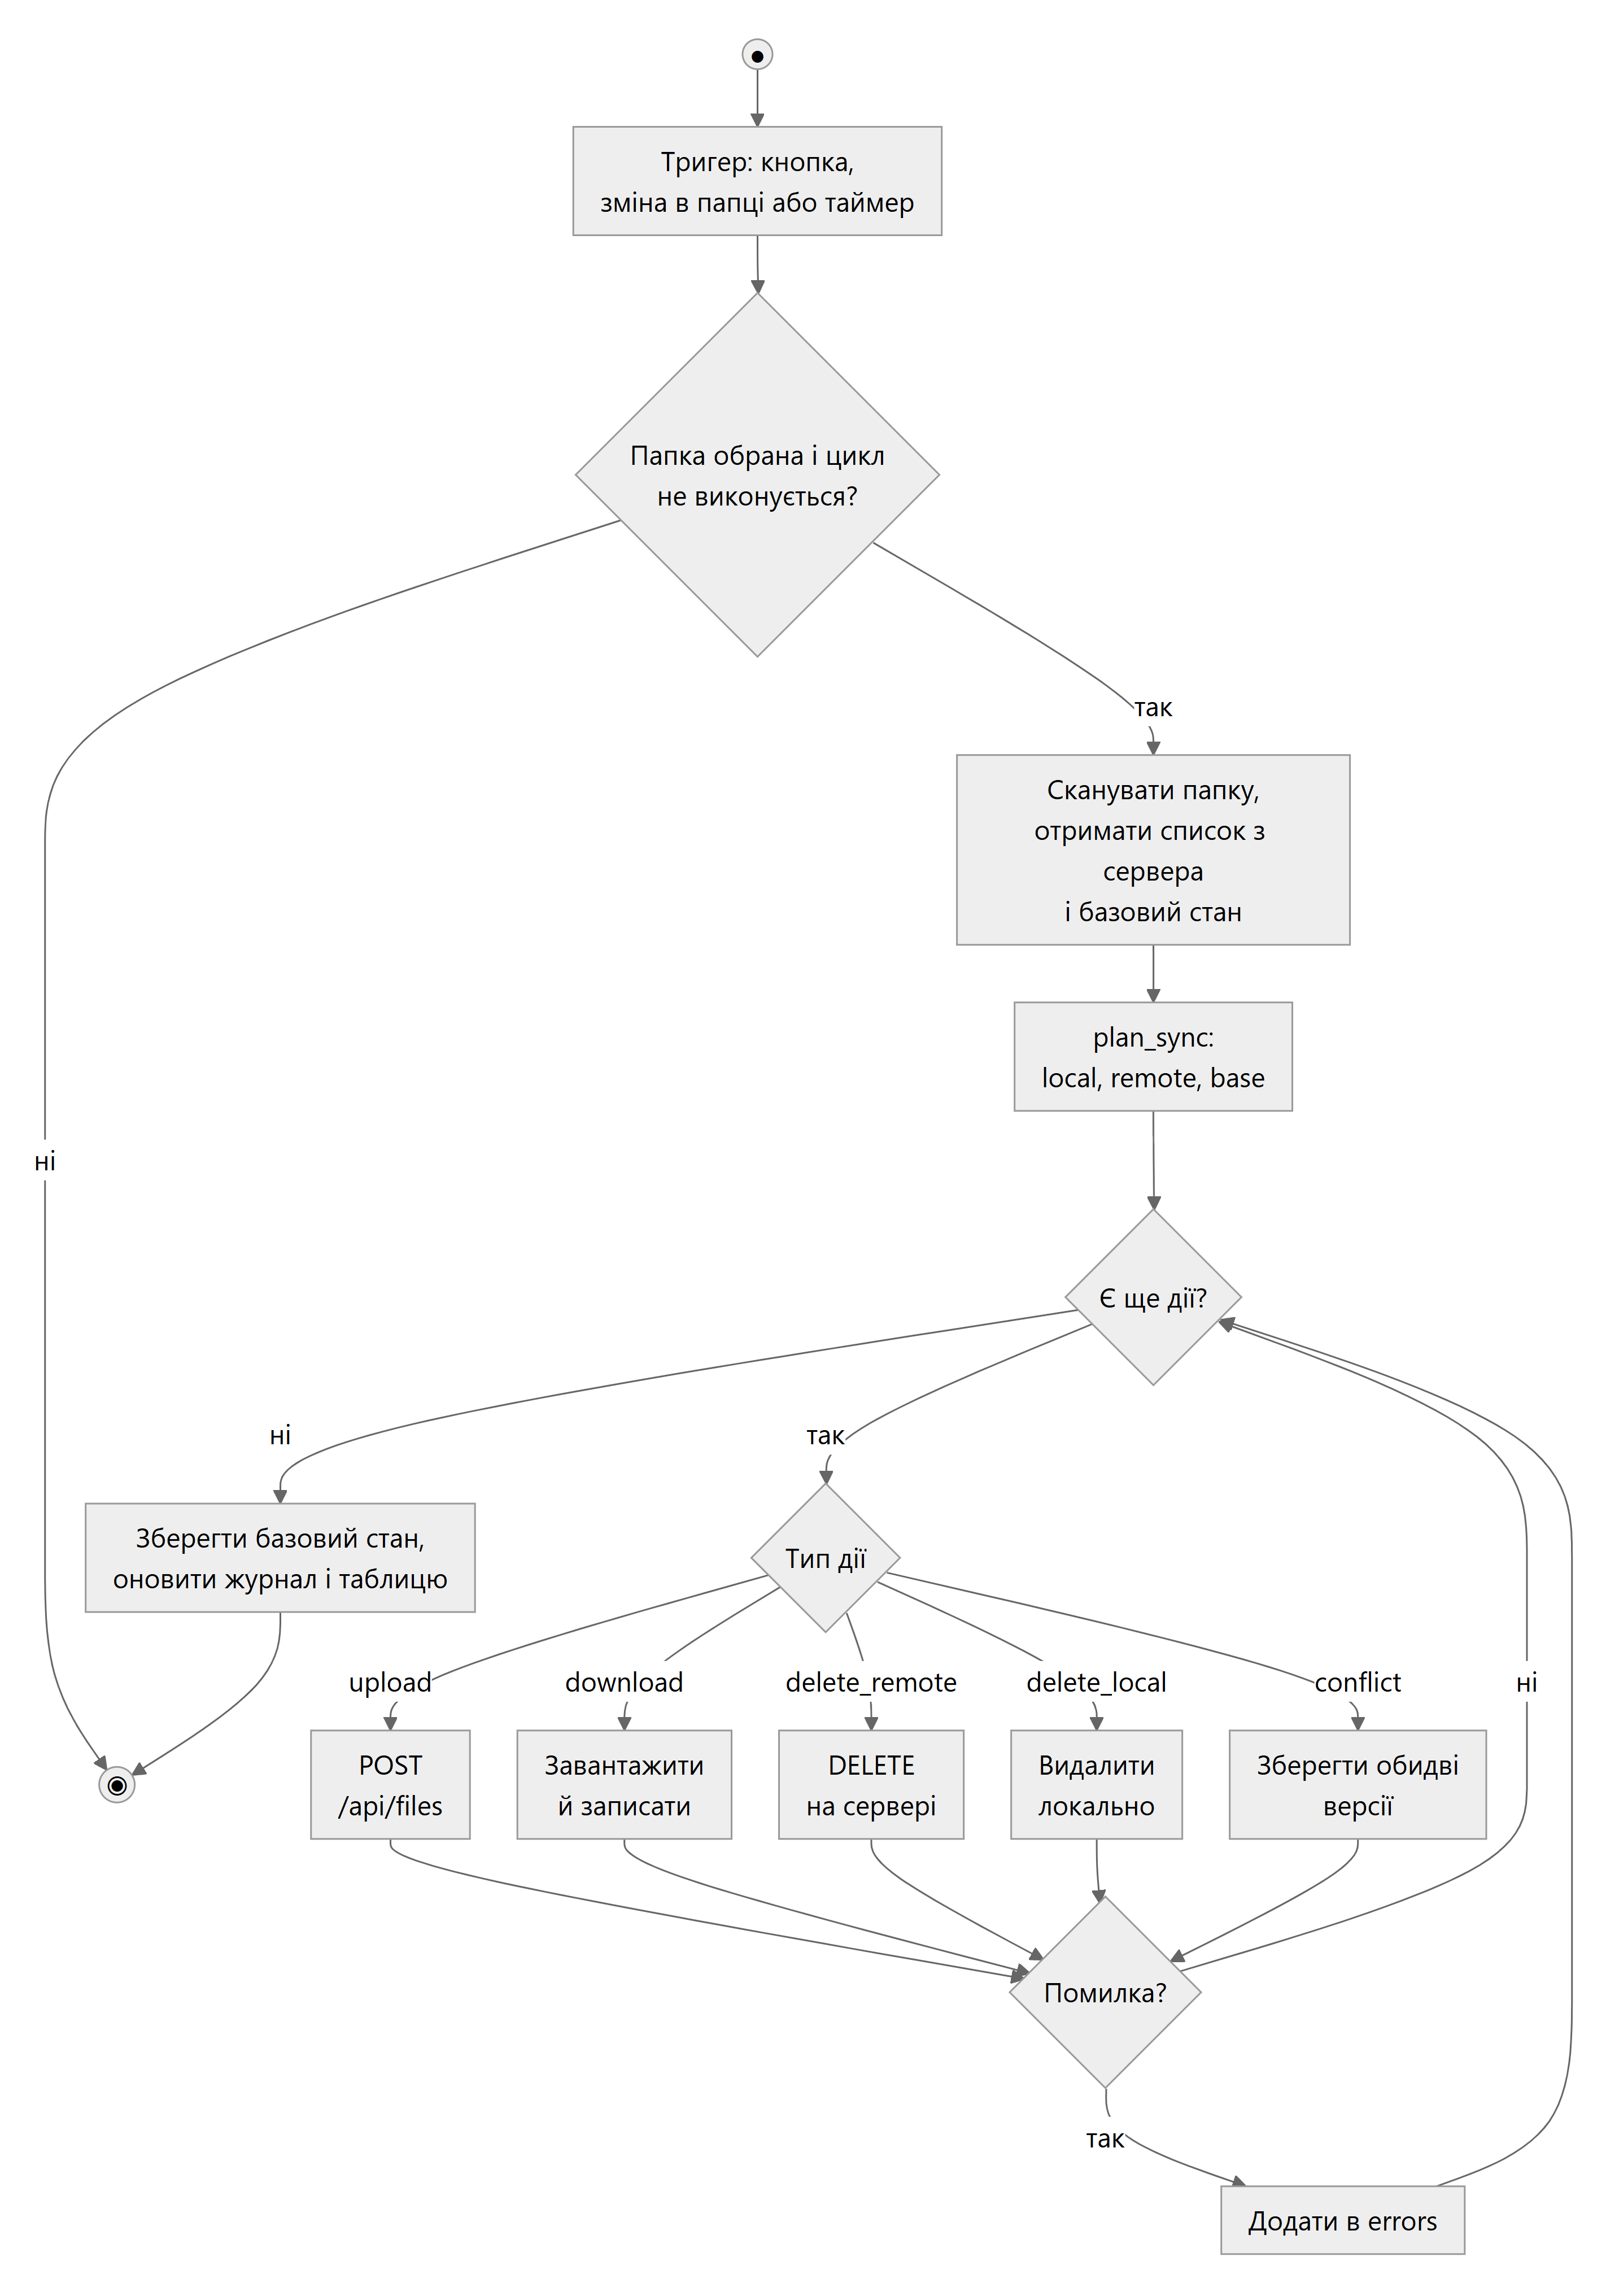 Тригер: кнопка,
зміна в папці або таймер
Папка обрана і цикл
не виконується?
так
Сканувати папку,
отримати список з
сервера
і базовий стан
plan_sync:
local, remote, base
ні
Є ще дії?
ні
так
Зберегти базовий стан,
оновити журнал і таблицю
Тип дії
upload
download
delete_remote
delete_local
conflict
ні
POST
/api/files
Завантажити
й записати
DELETE
на сервері
Видалити
локально
Зберегти обидві
версії
Помилка?
так
Додати в errors